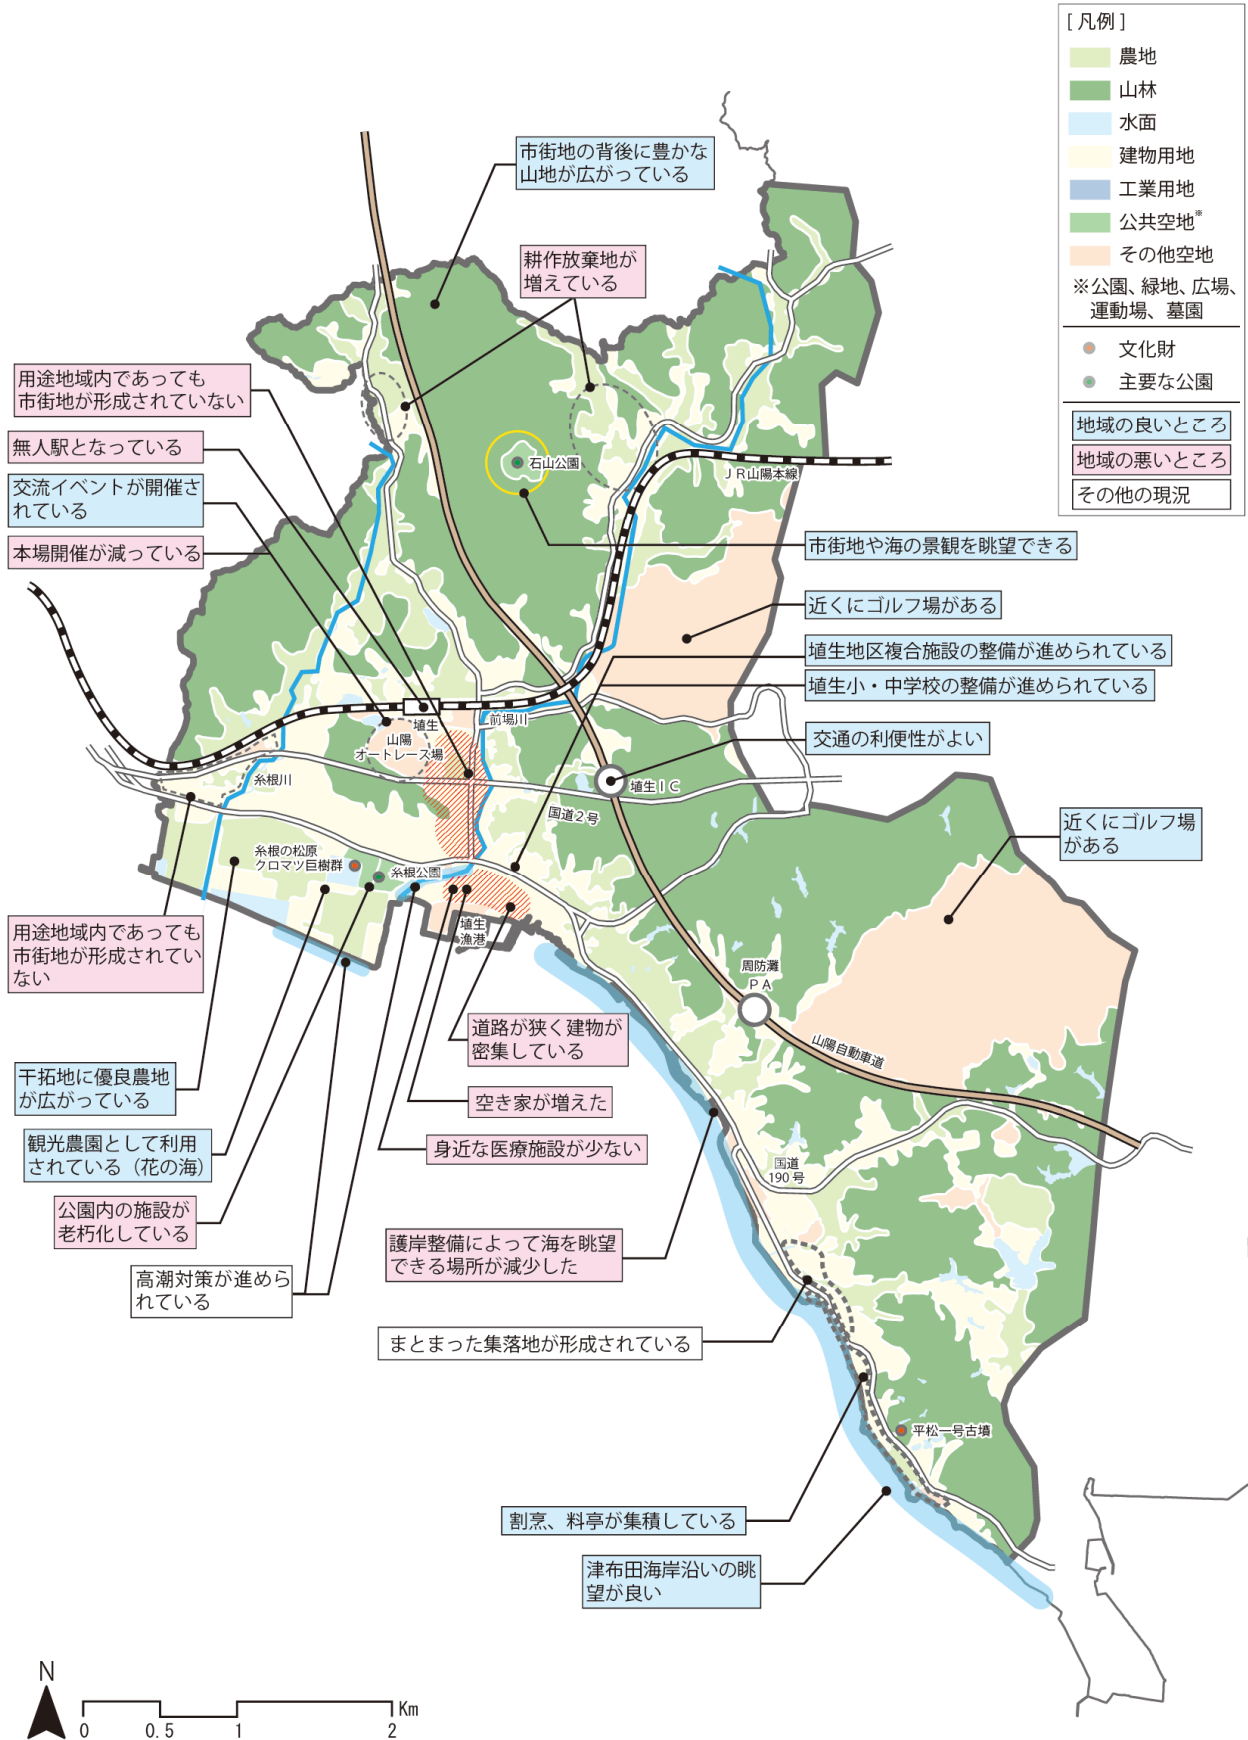 [ 凡例 ]
農地
山林
水面
建物用地
工業用地
公共空地※
その他空地
※公園、緑地、広場、
運動場、墓園
文化財
主要な公園
地域の良いところ
地域の悪いところ
その他の現況
市街地の背後に豊かな
山地が広がっている
耕作放棄地が
増えている
用途地域内であっても
市街地が形成されていない
無人駅となっている
交流イベントが開催さ
れている
本場開催が減っている
石山公園
ＪＲ山陽本線
市街地や海の景観を眺望できる
近くにゴルフ場がある
埴生地区複合施設の整備が進められている
埴生小・中学校の整備が進められている
交通の利便性がよい
埴生
前場川
山陽
オートレース場
糸根川
埴生ＩＣ
国道２号
近くにゴルフ場
がある
糸根の松原
クロマツ巨樹群
糸根公園
埴生
漁港
用途地域内であっても
市街地が形成されてい
ない
周防灘
ＰＡ
山陽自動車道
道路が狭く建物が
密集している
干拓地に優良農地
が広がっている
空き家が増えた
観光農園として利用
されている（花の海）
身近な医療施設が少ない
国道
190号
公園内の施設が
老朽化している
護岸整備によって海を眺望
できる場所が減少した
高潮対策が進めら
れている
まとまった集落地が形成されている
平松一号古墳
割烹、料亭が集積している
津布田海岸沿いの眺
望が良い
N
0
0.5
1
2
Km